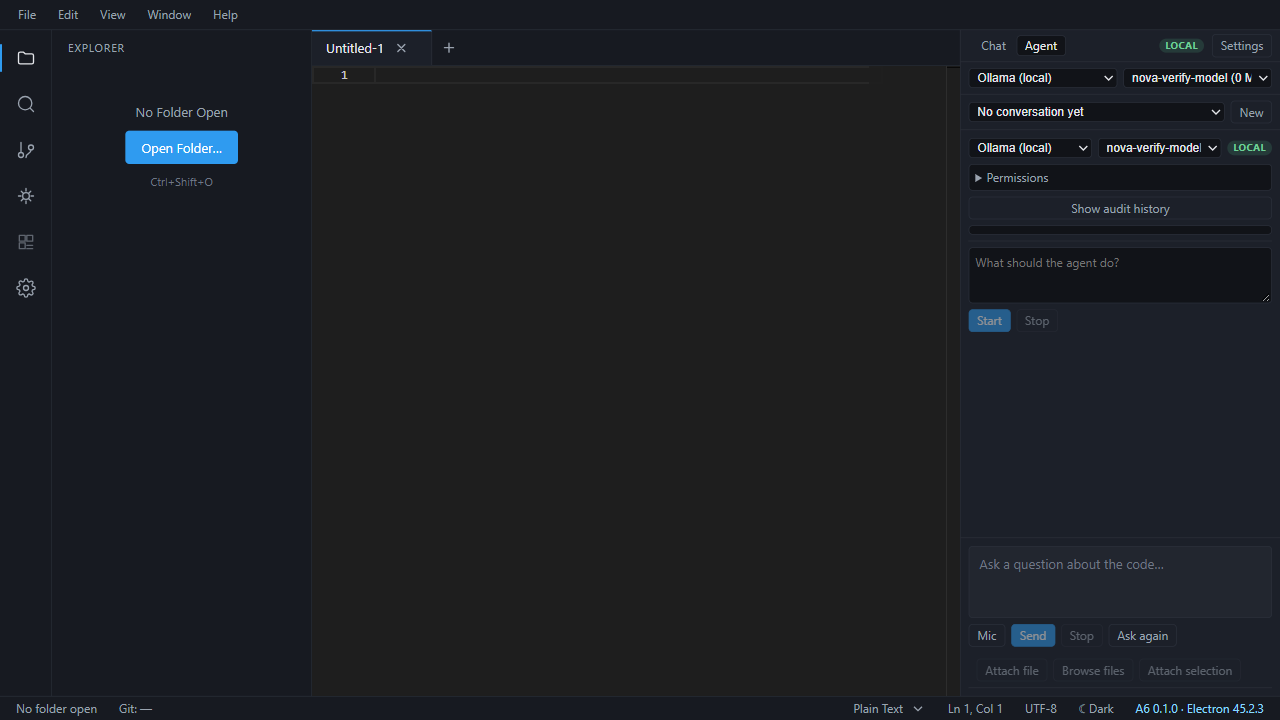 File Edit View Window Help
EXPLORER
No Folder Open
Open Folder...
Ctrl+Shift+O
Untitled-1
1
Chat Agent LOCAL Settings
Ollama (local) nova-verify-model (0 M
No conversation yet New
Ollama (local) nova-verify-model LOCAL
Permissions
Show audit history
What should the agent do?
Start Stop
Ask a question about the code...
Mic Send Stop Ask again
Attach file Browse files Attach selection
No folder open Git: — Plain Text Ln 1, Col 1 UTF-8 ☾ Dark A6 0.1.0 · Electron 45.2.3